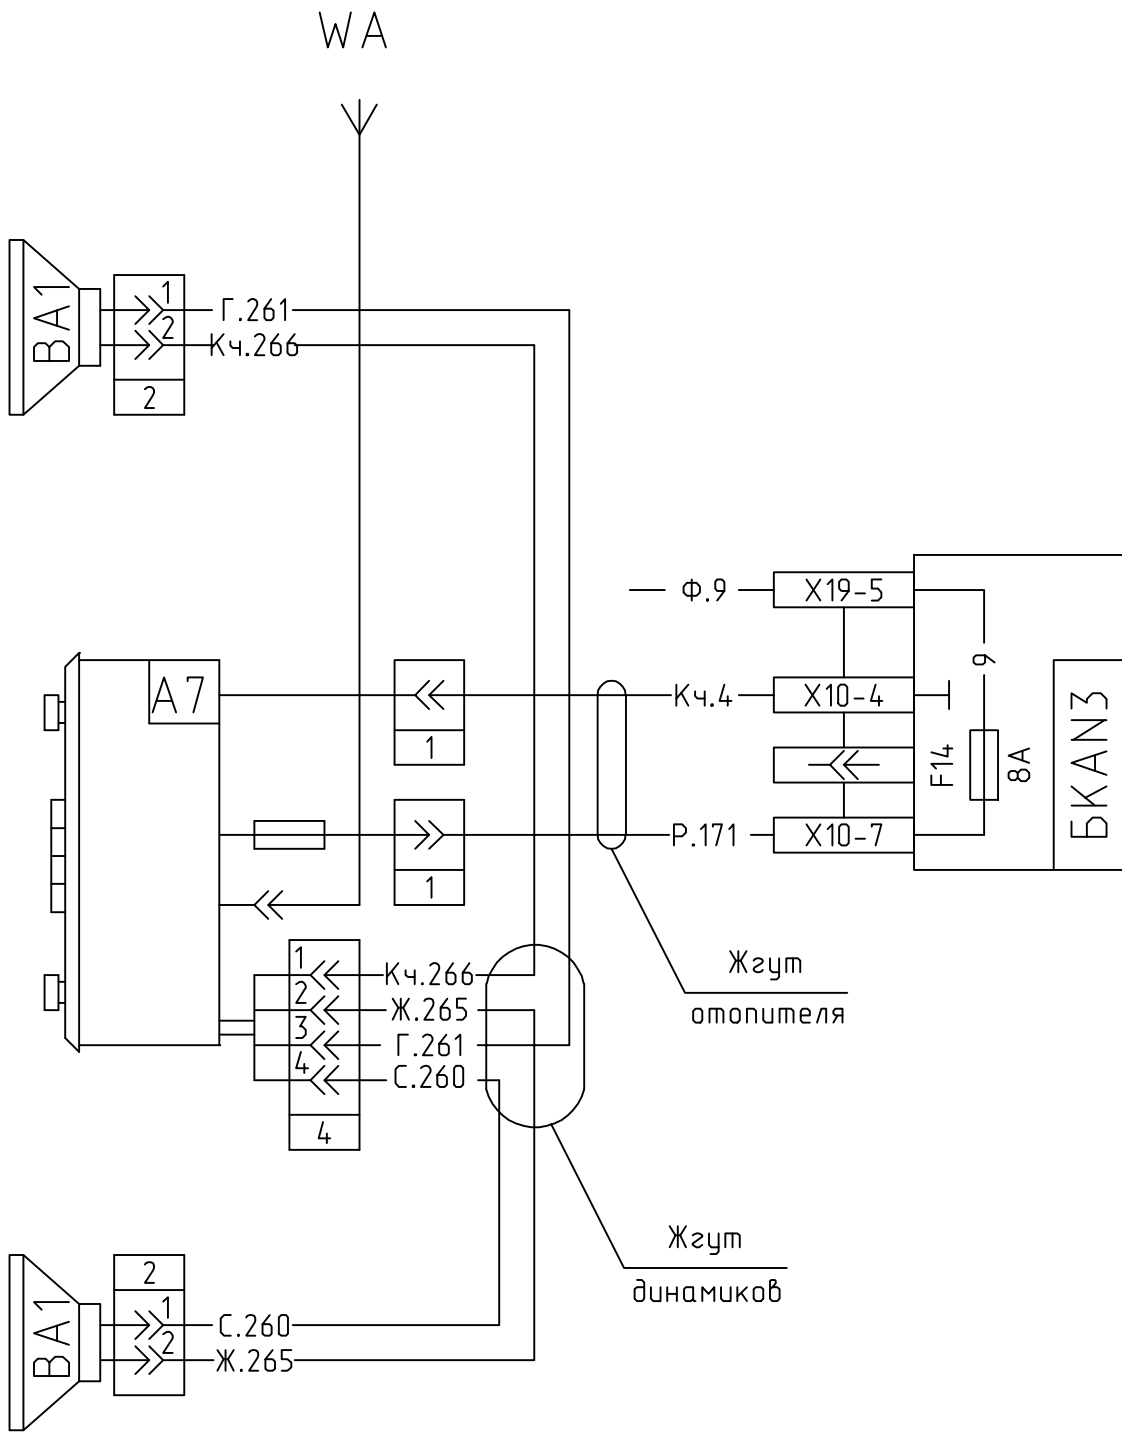 WA
BA1
1
Г.261
2
Кч.266
2
Ф.9
X19-5
9
A7
Кч.4
X10-4
1
F14
8A
БКАN3
Р.171
X10-7
1
Жгут
отопителя
1
Кч.266
2
Ж.265
3
Г.261
4
С.260
4
Жгут
динамиков
2
BA1
1
С.260
2
Ж.265